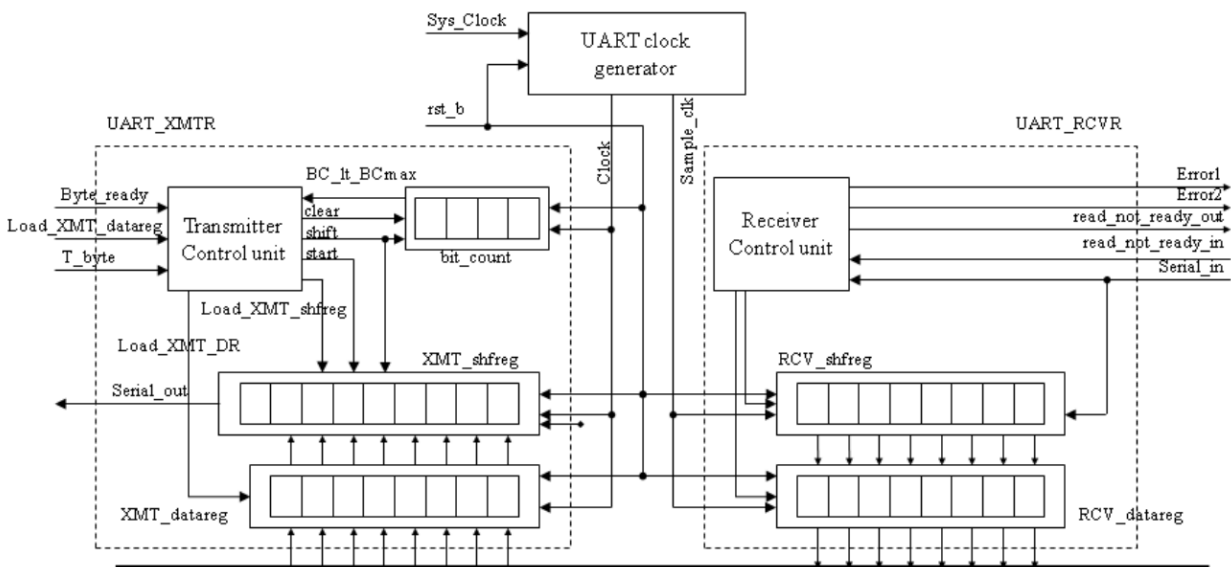 Sys_Clock
UART clock
generator
rst_b
UART_XMTR
UART_RCVR
Clock
Sample_clk
BC_lt_BCmax
Byte_ready
Load_XMT_datareg
T_byte
Transmitter
Control unit
clear
shift
start
bit_count
Receiver
Control unit
Error1
Error2
read_not_ready_out
read_not_ready_in
Serial_in
Load_XMT_shfreg
Load_XMT_DR
XMT_shfreg
RCV_shfreg
Serial_out
XMT_datareg
RCV_datareg